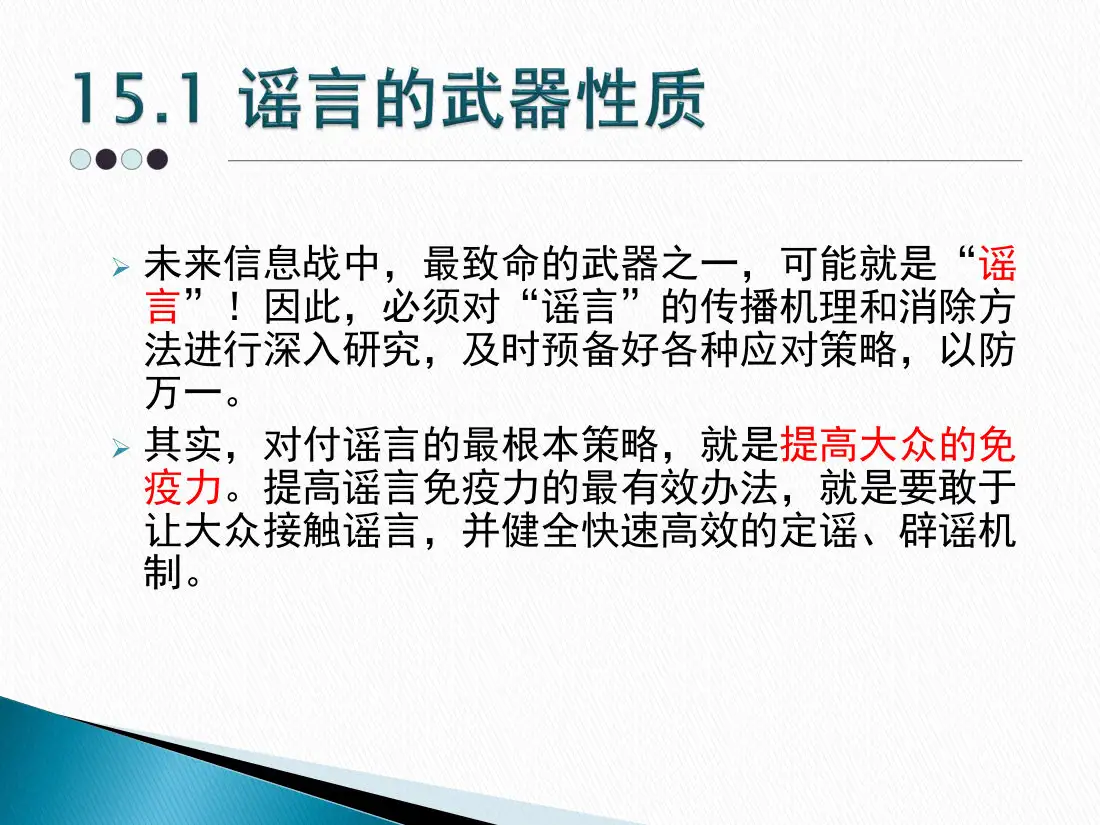 15.1 谣言的武器性质
未来信息战中，最致命的武器之一，可能就是“谣
言”！因此，必须对“谣言”的传播机理和消除方
法进行深入研究，及时预备好各种应对策略，以防
万一。
其实，对付谣言的最根本策略，就是提高大众的免
疫力。提高谣言免疫力的最有效办法，就是要敢于
让大众接触谣言，并健全快速高效的定谣、辟谣机
制。